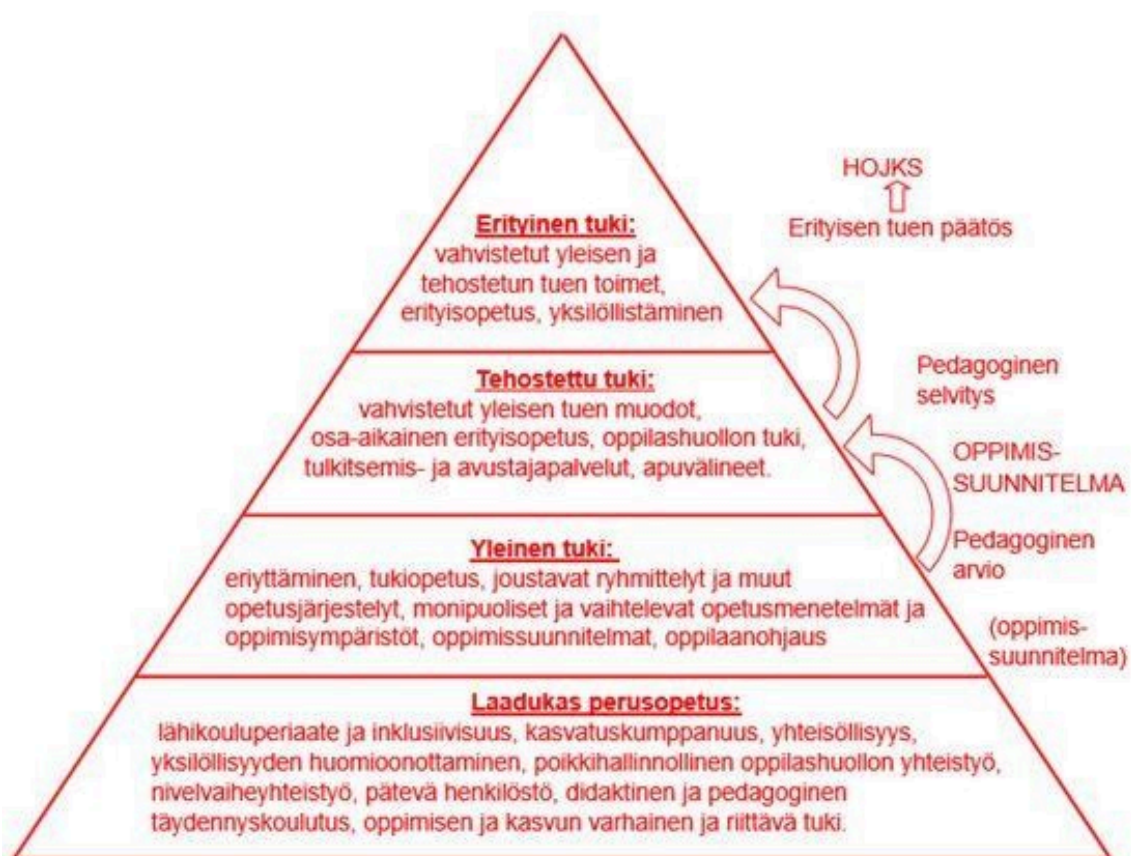 HOJKS
Erityisen tuen päätös
Erityinen tuki:
vahvistetut yleisen ja
tehostetun tuen toimet,
erityisopetus, yksilöllistäminen
Pedagoginen
selvitys
Tehostettu tuki:
vahvistetut yleisen tuen muodot,
osa-aikainen erityisopetus, oppilashuollon tuki,
tulkitsemis- ja avustajapalvelut, apuvälineet.
OPPIMIS-
SUUNNITELMA
Pedagoginen
arvio
Yleinen tuki:
eriyttäminen, tukiopetus, joustavat ryhmittelyt ja muut
opetusjärjestelyt, monipuoliset ja vaihtelevat opetusmenetelmät ja
oppimisympäristöt, oppimissuunnitelmat, oppilaanohjaus
(oppimis-
suunnitelma)
Laadukas perusopetus:
lähikouluperiaate ja inklusiivisuus, kasvatuskumppanuus, yhteisöllisyys,
yksilöllisyyden huomioonottaminen, poikkihallinnollinen oppilashuollon yhteistyö,
nivelvaiheyhteistyö, pätevä henkilöstö, didaktinen ja pedagoginen
täydennyskoulutus, oppimisen ja kasvun varhainen ja riittävä tuki.